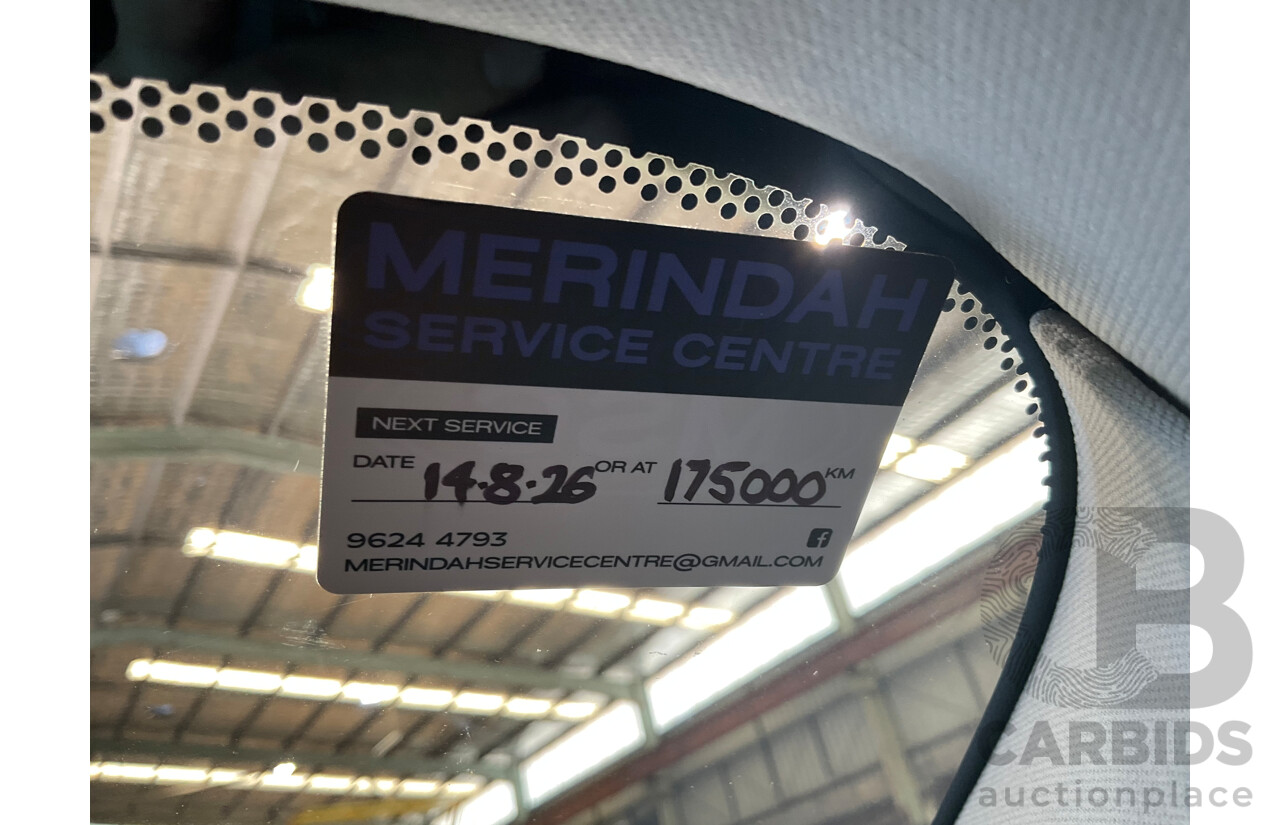 MERINDAH
SERVICE CENTRE
NEXT SERVICE
DATE 14.8.26 OR AT 175000 KM
9624 4793
MERINDAHSERVICECENTRE@GMAIL.COM
CB
CARBIDS
auctionplace